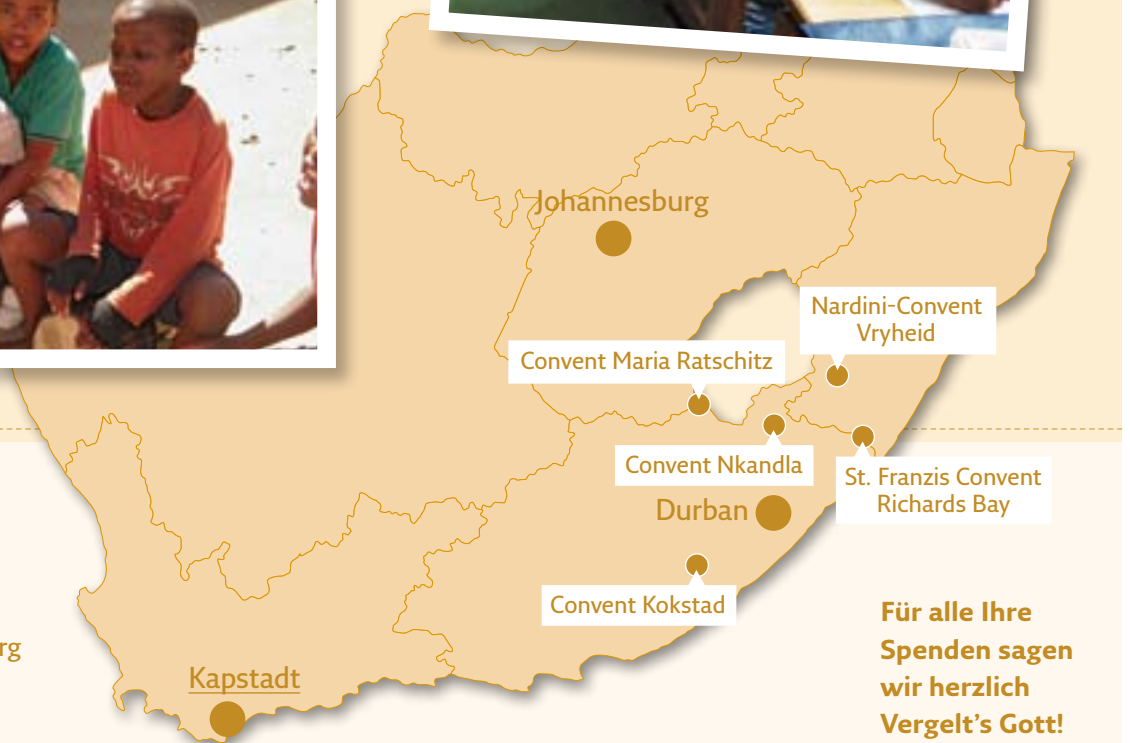 Johannesburg
Nardini-Convent
Vryheid
Convent Maria Ratschitz
Convent Nkandla
St. Franzis Convent
Richards Bay
Durban
Convent Kokstad
Für alle Ihre
Spenden sagen
wir herzlich
Vergelt's Gott!
rg
Kapstadt